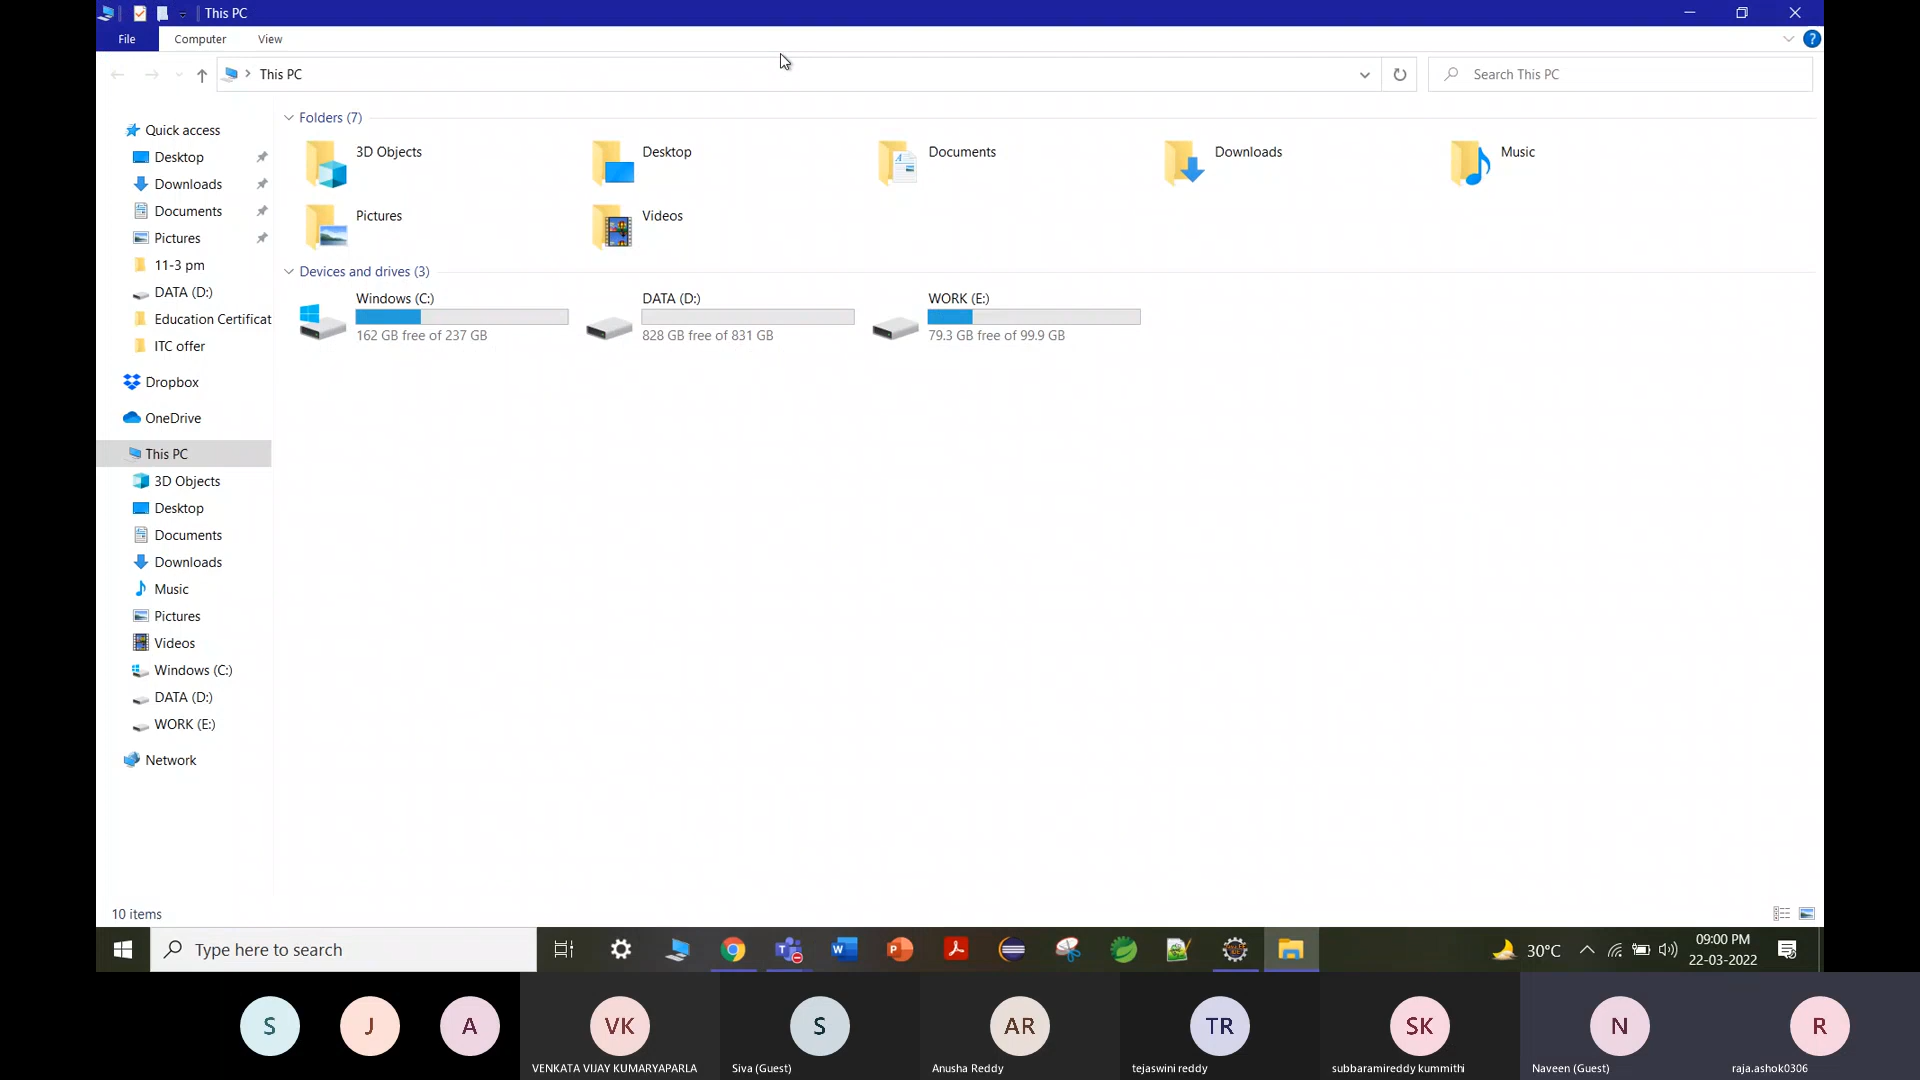 This PC
File Computer View
This PC
Search This PC
Quick access
Desktop
Downloads
Documents
Pictures
11-3 pm
DATA (D:)
Education Certificat
ITC offer
Dropbox
OneDrive
This PC
3D Objects
Desktop
Documents
Downloads
Music
Pictures
Videos
Windows (C:)
DATA (D:)
WORK (E:)
Network
Folders (7)
3D Objects Desktop Documents Downloads Music
Pictures Videos
Devices and drives (3)
Windows (C:) DATA (D:) WORK (E:)
162 GB free of 237 GB 828 GB free of 831 GB 79.3 GB free of 99.9 GB
10 items
Type here to search
30°C
09:00 PM
22-03-2022
S J A VK S AR TR SK N R
VENKATA VIJAY KUMARYAPARLA Siva (Guest) Anusha Reddy tejaswini reddy subbaramireddy kummithi Naveen (Guest) raja.ashok0306